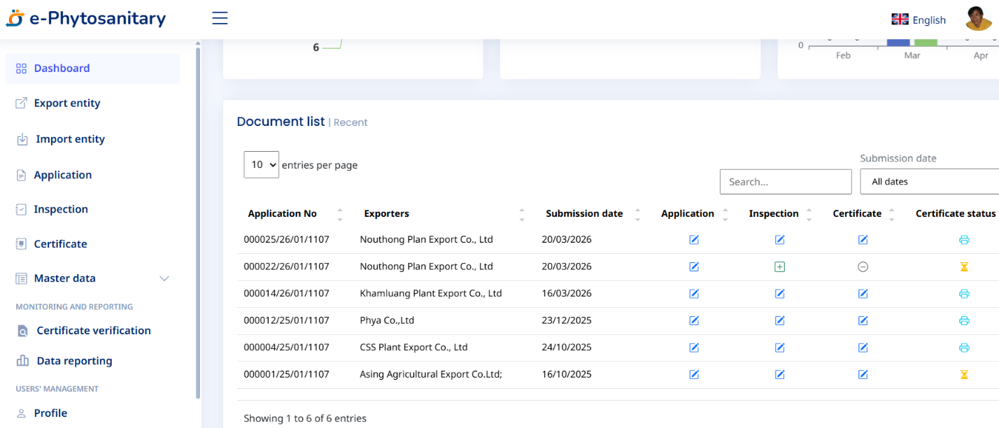 e-Phytosanitary
English
Dashboard
Export entity
Import entity
Application
Inspection
Certificate
Master data
MONITORING AND REPORTING
Certificate verification
Data reporting
USERS' MANAGEMENT
Profile
6
0
Feb Mar Apr
Document list | Recent
10 entries per page
Submission date
Search...
All dates
Application No Exporters Submission date Application Inspection Certificate Certificate status
000025/26/01/1107 Nouthong Plan Export Co., Ltd 20/03/2026
000022/26/01/1107 Nouthong Plan Export Co., Ltd 20/03/2026
000014/26/01/1107 Khamluang Plant Export Co., Ltd 16/03/2026
000012/25/01/1107 Phya Co.,Ltd 23/12/2025
000004/25/01/1107 CSS Plant Export Co., Ltd 24/10/2025
000001/25/01/1107 Asing Agricultural Export Co.Ltd; 16/10/2025
Showing 1 to 6 of 6 entries